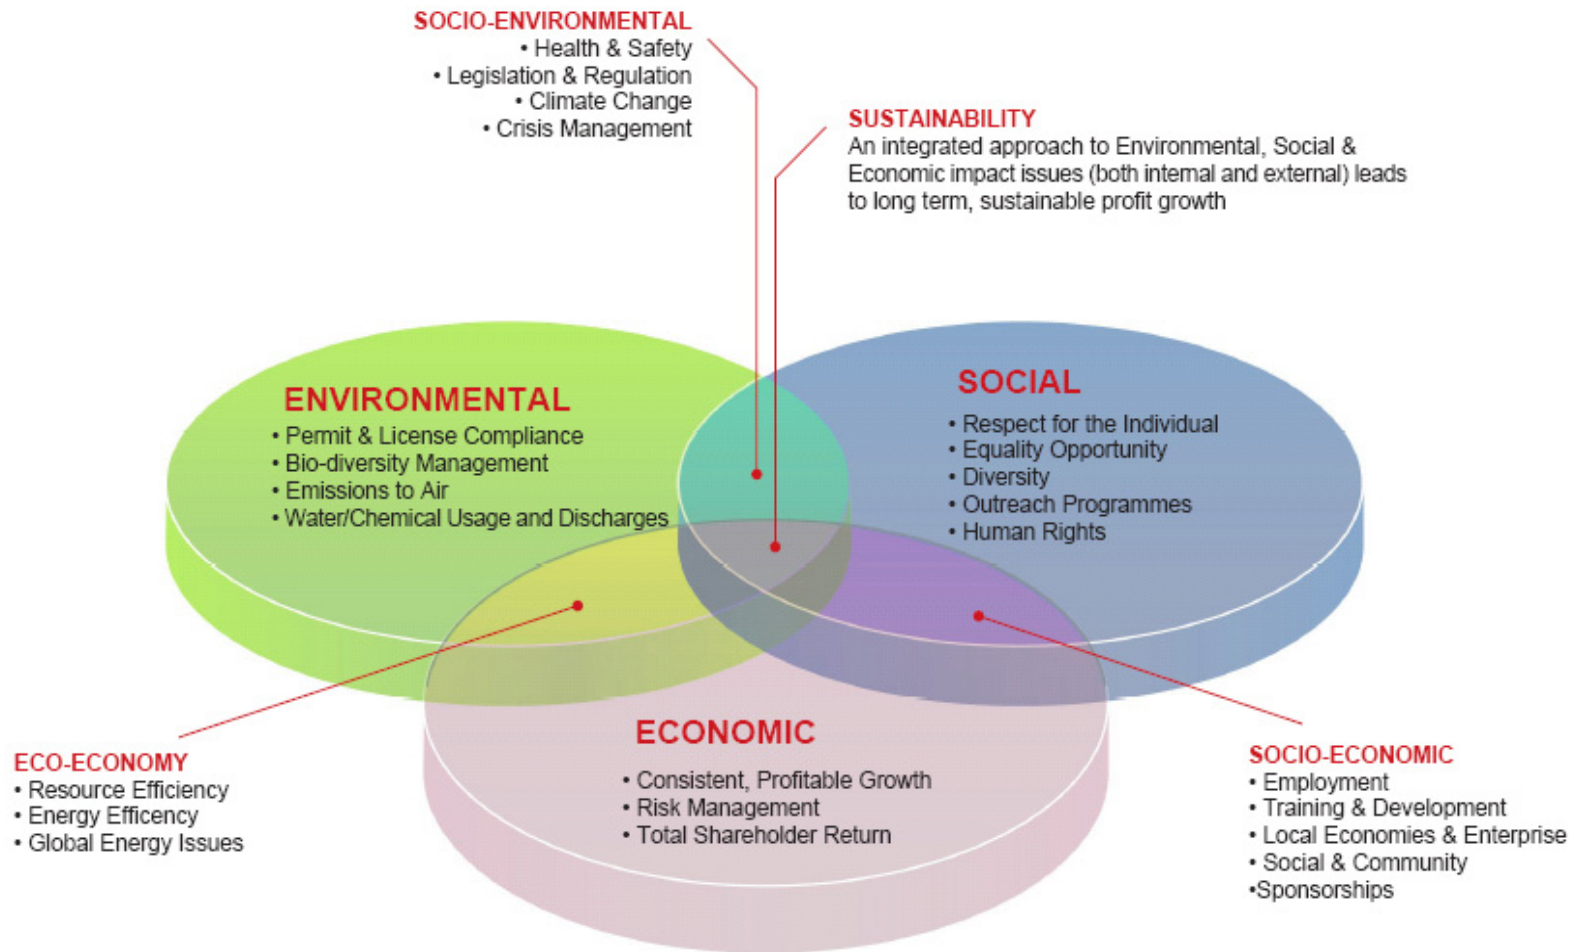 SOCIO-ENVIRONMENTAL
• Health & Safety
• Legislation & Regulation
• Climate Change
• Crisis Management
SUSTAINABILITY
An integrated approach to Environmental, Social &
Economic impact issues (both internal and external) leads
to long term, sustainable profit growth
ENVIRONMENTAL
• Permit & License Compliance
• Bio-diversity Management
• Emissions to Air
• Water/Chemical Usage and Discharges
SOCIAL
• Respect for the Individual
• Equality Opportunity
• Diversity
• Outreach Programmes
• Human Rights
ECO-ECONOMY
• Resource Efficiency
• Energy Efficency
• Global Energy Issues
ECONOMIC
• Consistent, Profitable Growth
• Risk Management
• Total Shareholder Return
SOCIO-ECONOMIC
• Employment
• Training & Development
• Local Economies & Enterprise
• Social & Community
•Sponsorships